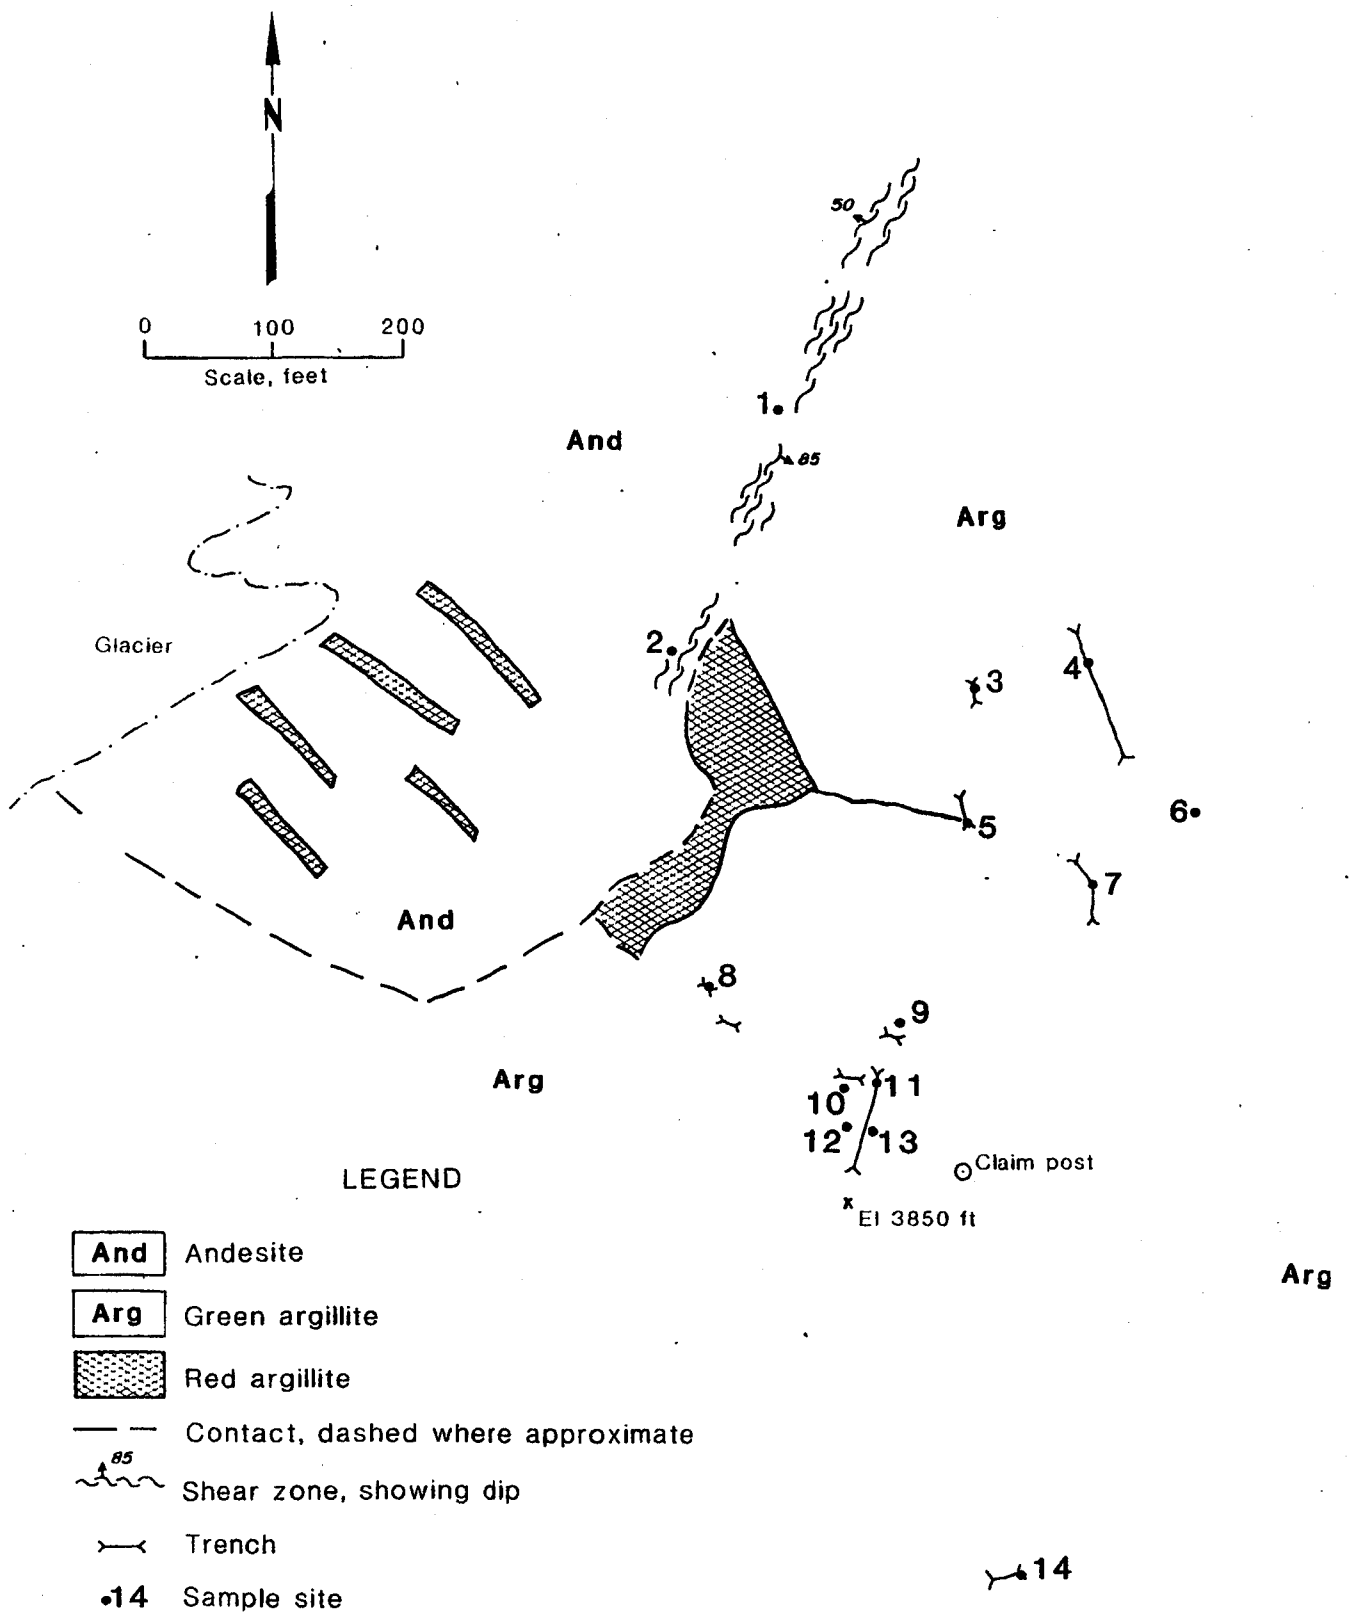 N
0 100 200
Scale, feet
50
1
And
85
Arg
Glacier
2
3
4
5
6
7
And
8
9
Arg
10
11
12
13
Claim post
x El 3850 ft
Arg
LEGEND
And Andesite
Arg Green argillite
Red argillite
Contact, dashed where approximate
85
Shear zone, showing dip
Trench
14 Sample site
14